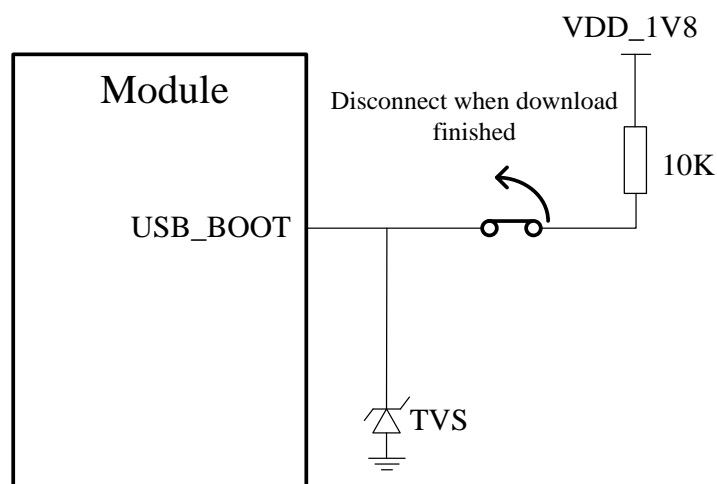 VDD_1V8
Module
Disconnect when download
finished
10K
USB_BOOT
TVS